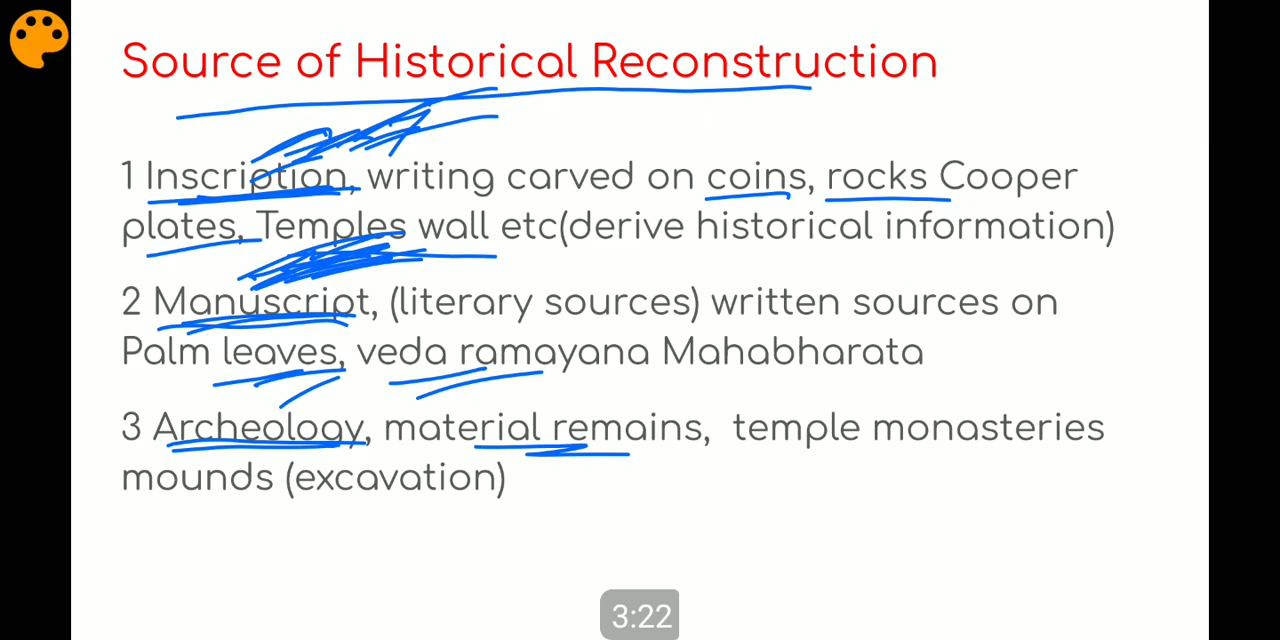 Source of Historical Reconstruction
1 Inscription, writing carved on coins, rocks Cooper
plates, Temples wall etc(derive historical information)
2 Manuscript, (literary sources) written sources on
Palm leaves, veda ramayana Mahabharata
3 Archeology, material remains, temple monasteries
mounds (excavation)
3:22